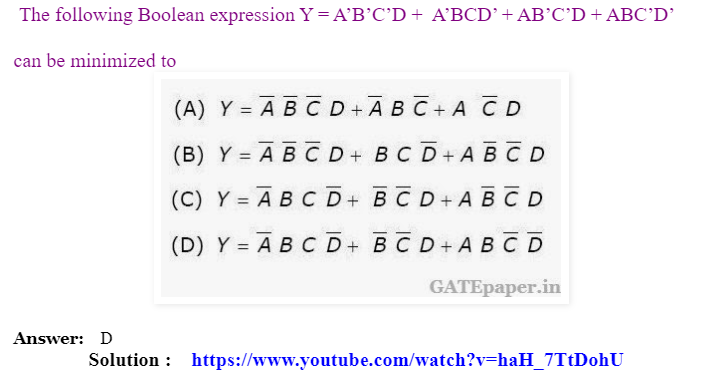 The following Boolean expression Y = A’B’C’D + A’BCD’ + AB’C’D + ABC’D’
can be minimized to
(A) Y = A̅ B̅ C̅ D + A̅ B C̅ + A C̅ D
(B) Y = A̅ B̅ C̅ D + B C D̅ + A B̅ C̅ D
(C) Y = A̅ B C D̅ + B̅ C̅ D + A B̅ C̅ D
(D) Y = A̅ B C D̅ + B̅ C̅ D + A B C̅ D̅
GATEpaper.in
Answer: D
Solution : https://www.youtube.com/watch?v=haH_7TtDohU